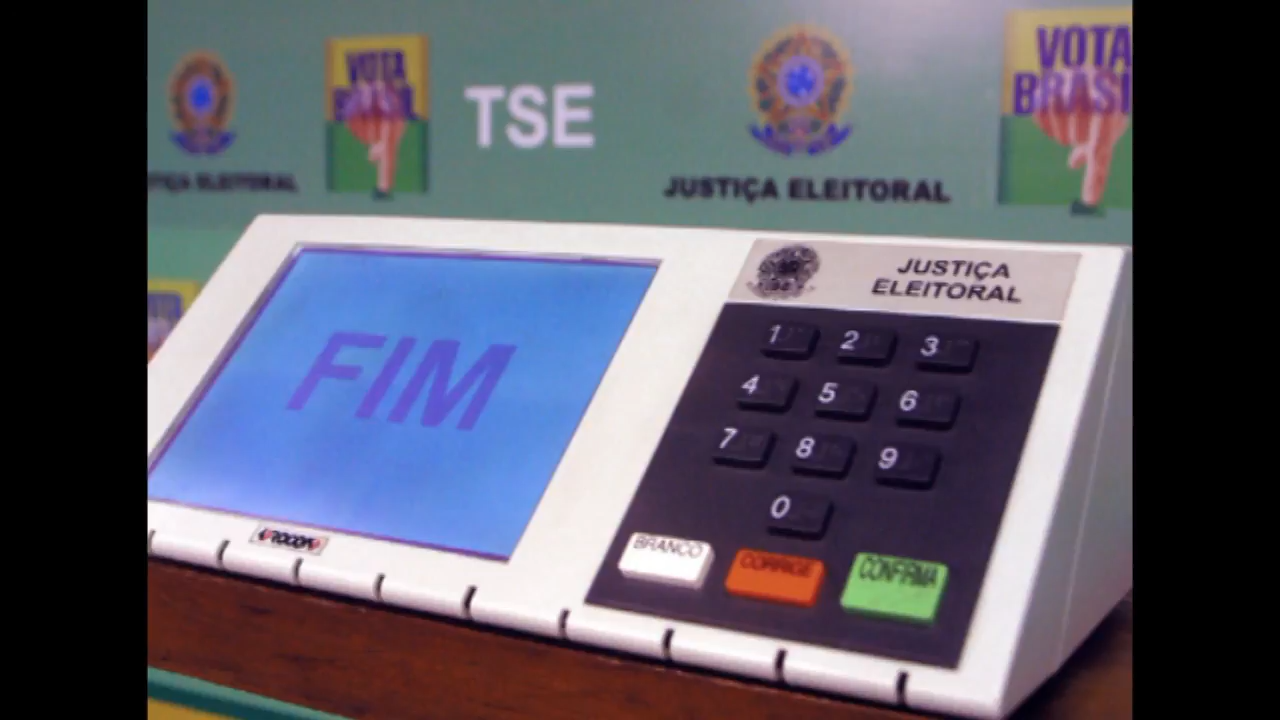 VOTA
BRASIL
TSE
VOTA
BRASI
JUSTIÇA ELEITORAL
JUSTIÇA
ELEITORAL
FIM
1 2 3
4 5 6
7 8 9
0
BRANCO
CORRIGE
CONFIRMA